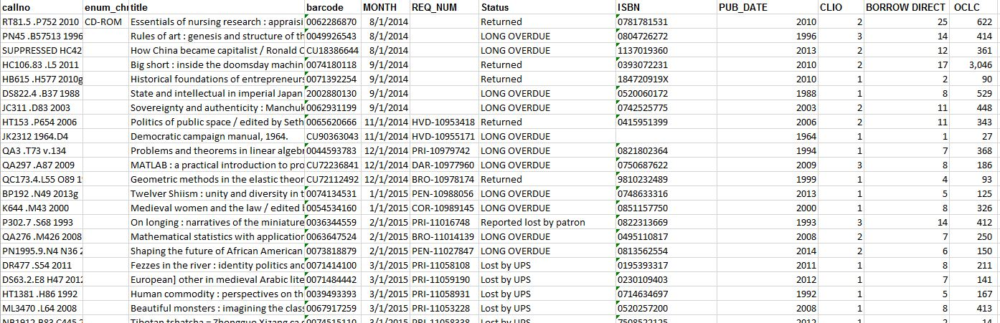 callno enum_chr title barcode MONTH REQ_NUM Status ISBN PUB_DATE CLIO BORROW DIRECT OCLC
RT81.5 .P752 2010 CD-ROM Essentials of nursing research : appraisi 0062286870 8/1/2014 Returned 0781781531 2010 2 25 622
PN45 .B57513 1996 Rules of art : genesis and structure of th 0049926543 8/1/2014 LONG OVERDUE 0804726272 1996 3 14 414
SUPPRESSED HC42 How China became capitalist / Ronald C CU18386644 8/1/2014 LONG OVERDUE 1137019360 2013 2 12 361
HC106.83 .L5 2011 Big short : inside the doomsday machin 0074180118 9/1/2014 Returned 0393072231 2010 2 17 3,046
HB615 .H577 2010g Historical foundations of entrepreneurs 0071392254 9/1/2014 Returned 184720919X 2010 1 2 90
DS822.4 .B37 1988 State and intellectual in imperial Japan 2002880130 9/1/2014 LONG OVERDUE 0520060172 1988 1 8 529
JC311 .D83 2003 Sovereignty and authenticity : Manchuk 0062931199 9/1/2014 LONG OVERDUE 0742525775 2003 2 11 448
HT153 .P654 2006 Politics of public space / edited by Seth 0065620666 11/1/2014 HVD-10953418 Returned 0415951399 2006 2 11 343
JK2312 1964.D4 Democratic campaign manual, 1964. CU90363043 11/1/2014 HVD-10955171 LONG OVERDUE 1964 1 1 27
QA3 .T73 v.134 Problems and theorems in linear algebr 0044593783 12/1/2014 PRI-10979742 LONG OVERDUE 0821802364 1994 1 7 368
QA297 .A87 2009 MATLAB : a practical introduction to pro CU72236841 12/1/2014 DAR-10977960 LONG OVERDUE 0750687622 2009 3 8 186
QC173.4.L55 O89 19 Geometric methods in the elastic theor CU72112492 12/1/2014 BRO-10978174 Returned 9810232489 1999 1 4 93
BP192 .N49 2013g Twelver Shiism : unity and diversity in t 0074134531 1/1/2015 PEN-10988056 LONG OVERDUE 0748633316 2013 1 5 125
K644 .M43 2000 Medieval women and the law / edited b 0054534160 1/1/2015 COR-10989145 LONG OVERDUE 0851157750 2000 1 8 326
P302.7 .S68 1993 On longing : narratives of the miniature 0036344559 2/1/2015 PRI-11016748 Reported lost by patron 0822313669 1993 3 14 412
QA276 .M426 2008 Mathematical statistics with application 0063647524 2/1/2015 BRO-11014139 LONG OVERDUE 0495110817 2008 2 7 250
PN1995.9.N4 N36 2 Shaping the future of African American 0073818879 2/1/2015 PEN-11027847 LONG OVERDUE 0813562554 2014 2 6 150
DR477 .S54 2011 Fezzes in the river : identity politics anc 0071414100 3/1/2015 PRI-11058108 Lost by UPS 0195393317 2011 1 8 211
DS63.2.E8 H47 2012 European] other in medieval Arabic lite 0071484442 3/1/2015 PRI-11059190 Lost by UPS 0230109403 2012 1 7 141
HT1381 .H86 1992 Human commodity : perspectives on th 0039493393 3/1/2015 PRI-11058931 Lost by UPS 0714634697 1992 1 5 167
ML3470 .L64 2008 Beautiful monsters : imagining the clas 0067917259 3/1/2015 PRI-11053228 Lost by UPS 0520257200 2008 1 8 413
NB1912.B83 C445 2 Tibetan tshatsha = Zhongguo Xizang ca 0074515110 3/1/2015 PRI-11058338 Lost by UPS 7508522125 2012 1 2 14